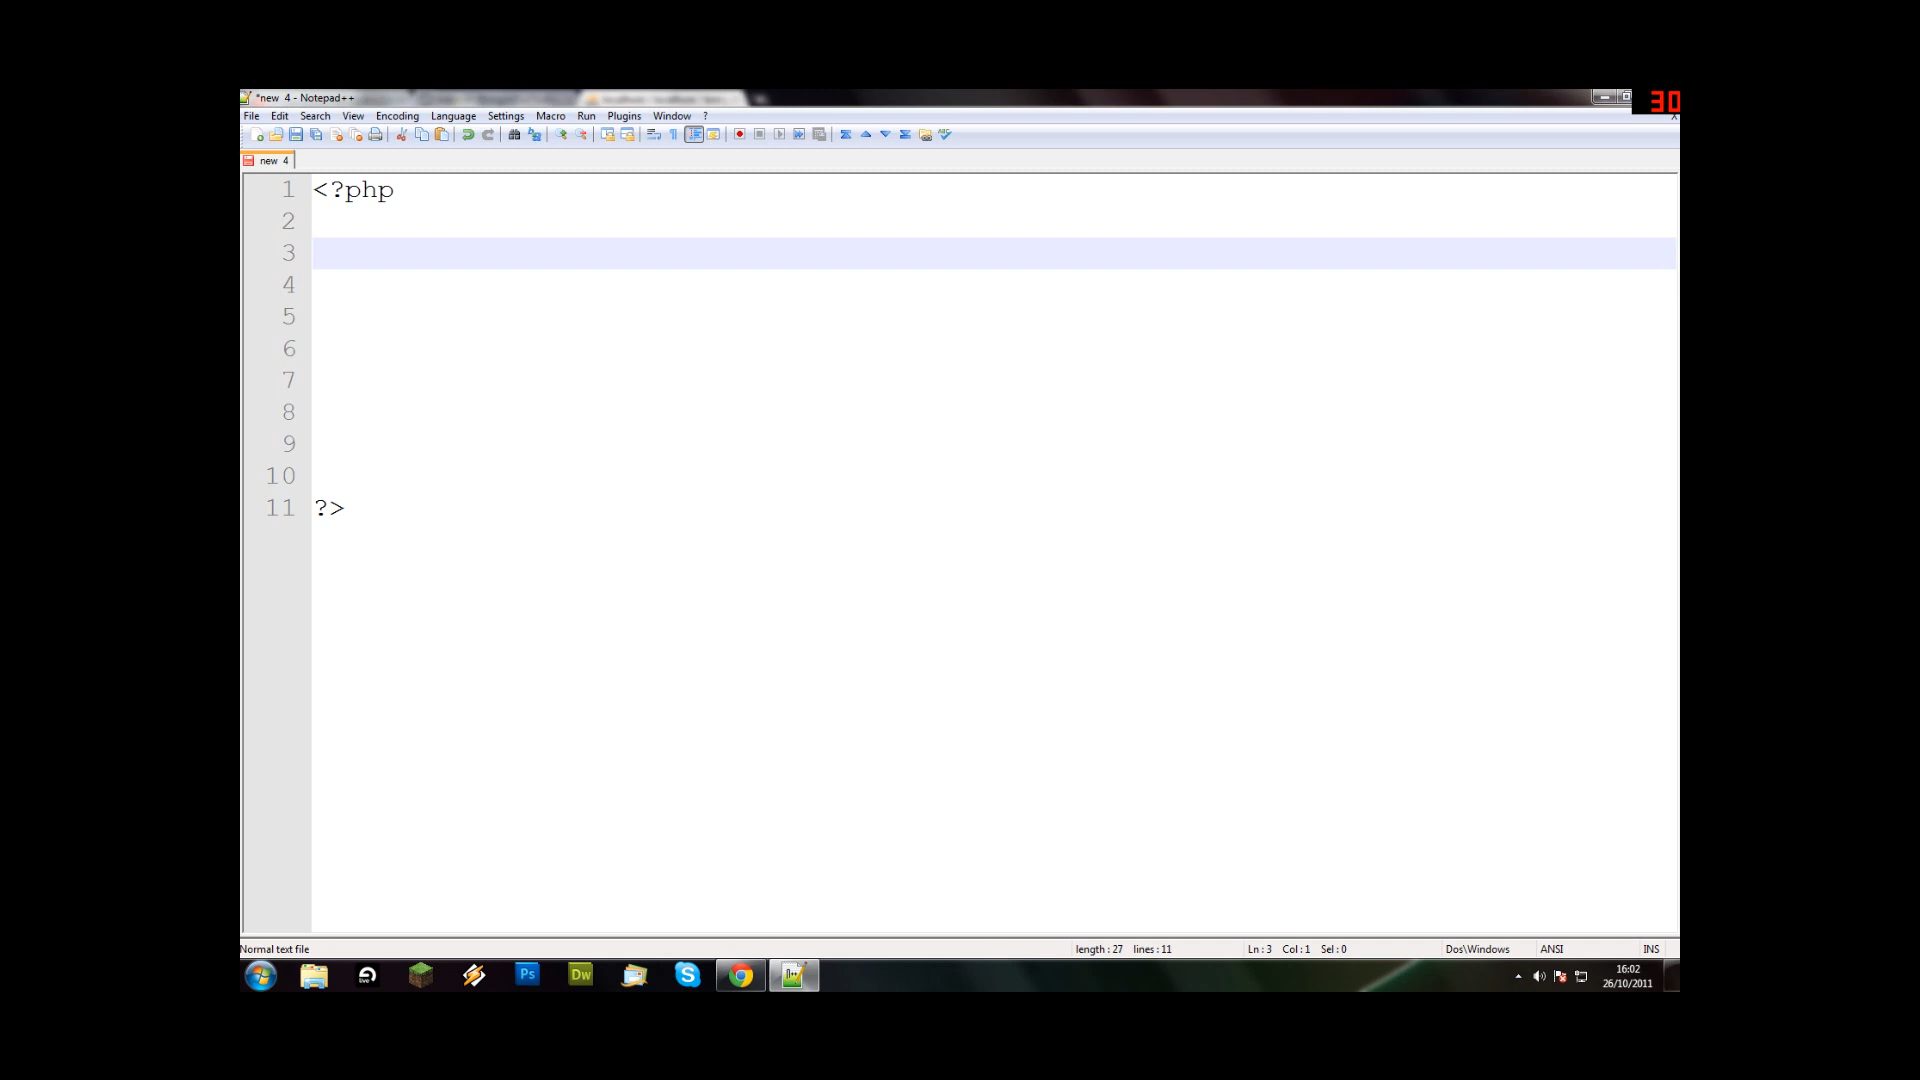 *new 4 - Notepad++
30
File Edit Search View Encoding Language Settings Macro Run Plugins Window ?
X
new 4
1 <?php
2
3
4
5
6
7
8
9
10
11 ?>
Normal text file length : 27 lines : 11 Ln : 3 Col : 1 Sel : 0 Dos\Windows ANSI INS
live Ps Dw S N++ 16:02
26/10/2011